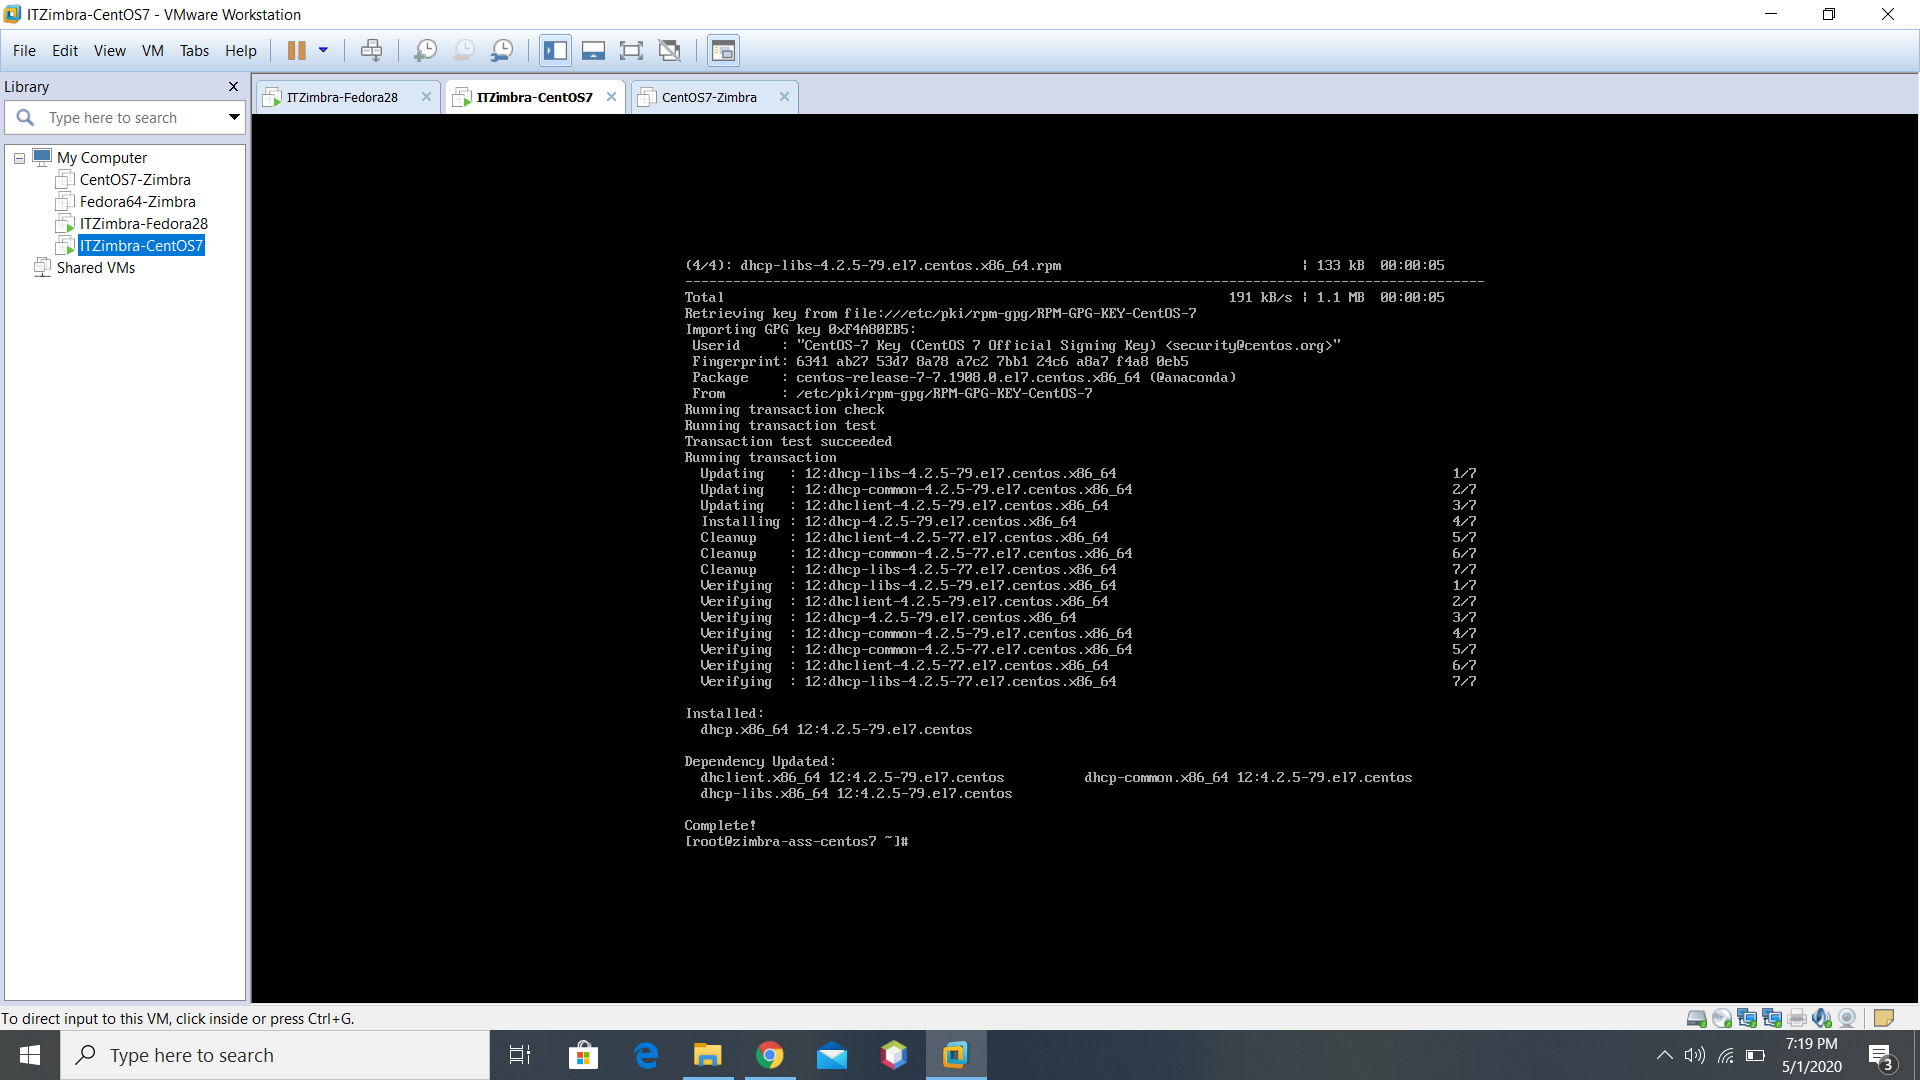 ITZimbra-CentOS7 - VMware Workstation
File Edit View VM Tabs Help
Library
Type here to search
ITZimbra-Fedora28 ITZimbra-CentOS7 CentOS7-Zimbra
My Computer
CentOS7-Zimbra
Fedora64-Zimbra
ITZimbra-Fedora28
ITZimbra-CentOS7
Shared VMs
(4/4): dhcp-libs-4.2.5-79.el7.centos.x86_64.rpm | 133 kB 00:00:05
--------------------------------------------------------------------------------
Total 191 kB/s | 1.1 MB 00:00:05
Retrieving key from file:///etc/pki/rpm-gpg/RPM-GPG-KEY-CentOS-7
Importing GPG key 0xF4A80EB5:
Userid : "CentOS-7 Key (CentOS 7 Official Signing Key) <security@centos.org>"
Fingerprint: 6341 ab27 53d7 8a78 a7c2 7bb1 24c6 a8a7 f4a8 0eb5
Package : centos-release-7-7.1908.0.el7.centos.x86_64 (@anaconda)
From : /etc/pki/rpm-gpg/RPM-GPG-KEY-CentOS-7
Running transaction check
Running transaction test
Transaction test succeeded
Running transaction
Updating : 12:dhcp-libs-4.2.5-79.el7.centos.x86_64 1/7
Updating : 12:dhcp-common-4.2.5-79.el7.centos.x86_64 2/7
Updating : 12:dhclient-4.2.5-79.el7.centos.x86_64 3/7
Installing : 12:dhcp-4.2.5-79.el7.centos.x86_64 4/7
Cleanup : 12:dhclient-4.2.5-77.el7.centos.x86_64 5/7
Cleanup : 12:dhcp-common-4.2.5-77.el7.centos.x86_64 6/7
Cleanup : 12:dhcp-libs-4.2.5-77.el7.centos.x86_64 7/7
Verifying : 12:dhcp-libs-4.2.5-79.el7.centos.x86_64 1/7
Verifying : 12:dhclient-4.2.5-79.el7.centos.x86_64 2/7
Verifying : 12:dhcp-4.2.5-79.el7.centos.x86_64 3/7
Verifying : 12:dhcp-common-4.2.5-79.el7.centos.x86_64 4/7
Verifying : 12:dhcp-common-4.2.5-77.el7.centos.x86_64 5/7
Verifying : 12:dhclient-4.2.5-77.el7.centos.x86_64 6/7
Verifying : 12:dhcp-libs-4.2.5-77.el7.centos.x86_64 7/7
Installed:
dhcp.x86_64 12:4.2.5-79.el7.centos
Dependency Updated:
dhclient.x86_64 12:4.2.5-79.el7.centos dhcp-common.x86_64 12:4.2.5-79.el7.centos
dhcp-libs.x86_64 12:4.2.5-79.el7.centos
Complete!
[root@zimbra-ass-centos7 ~]#
To direct input to this VM, click inside or press Ctrl+G.
Type here to search
7:19 PM
5/1/2020
3